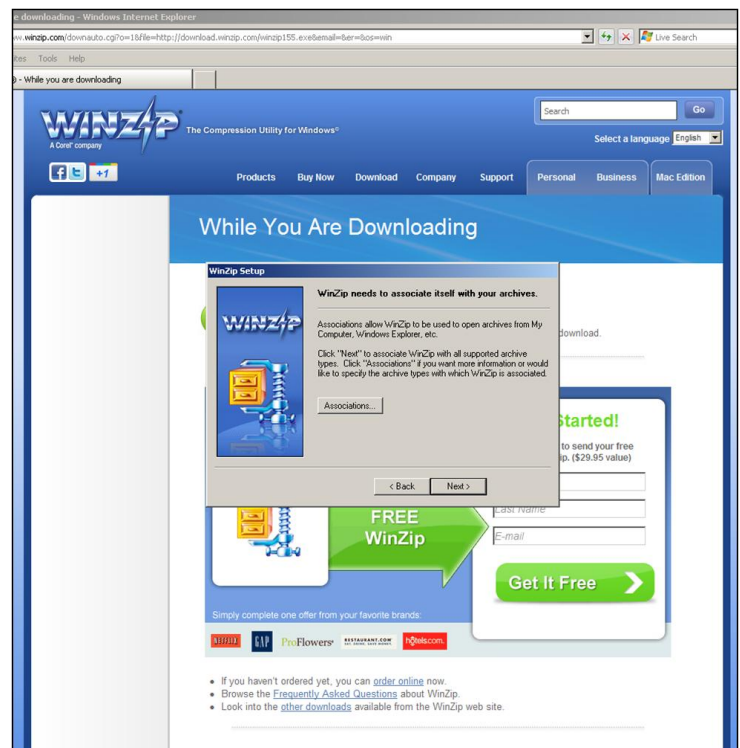 e downloading - Windows Internet Explorer
ww.winzip.com/downauto.cgi?o=1&file=http://download.winzip.com/winzip155.exe&email=&er=&os=win
Live Search
ites Tools Help
) - While you are downloading
WINZIP
A Corel company
The Compression Utility for Windows®
Search
Go
Select a language English
f t +1
Products Buy Now Download Company Support Personal Business Mac Edition
While You Are Downloading
WinZip Setup
WinZip needs to associate itself with your archives.
WINZIP
Associations allow WinZip to be used to open archives from My
Computer, Windows Explorer, etc.
download.
Click "Next" to associate WinZip with all supported archive
types. Click "Associations" if you want more information or would
like to specify the archive types with which WinZip is associated.
Associations...
Started!
to send your free
ip. ($29.95 value)
< Back Next >
Last Name
FREE
WinZip
E-mail
Get It Free
Simply complete one offer from your favorite brands:
NETFLIX GAP ProFlowers RESTAURANT.COM hotels.com
• If you haven't ordered yet, you can order online now.
• Browse the Frequently Asked Questions about WinZip.
• Look into the other downloads available from the WinZip web site.